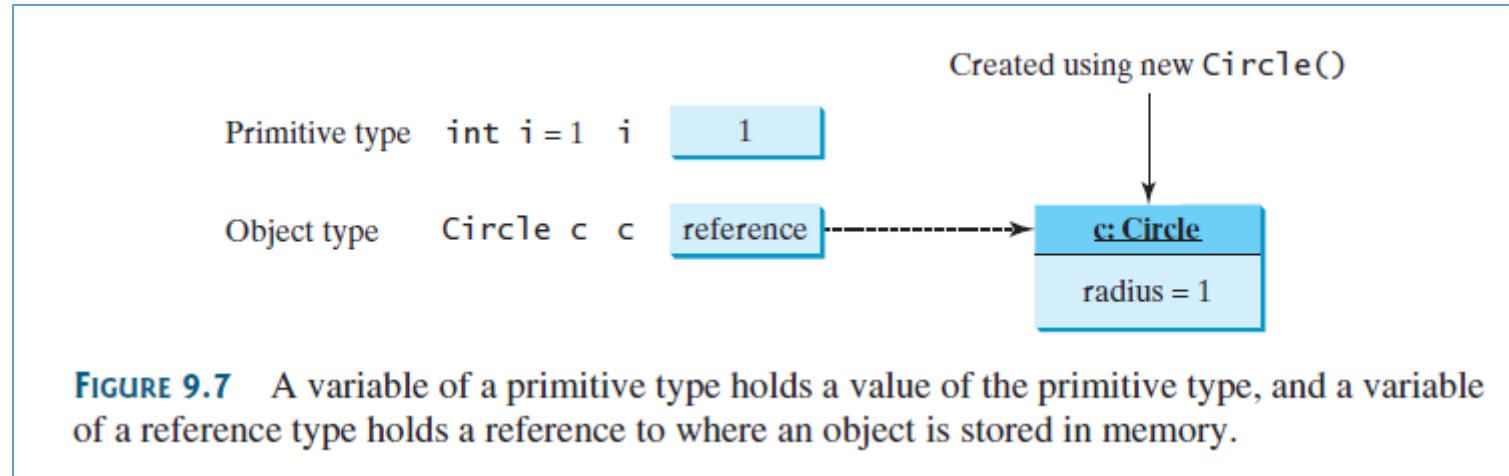 Created using new Circle()
Primitive type int i = 1 i 1
Object type Circle c c reference c: Circle
radius = 1
FIGURE 9.7 A variable of a primitive type holds a value of the primitive type, and a variable
of a reference type holds a reference to where an object is stored in memory.